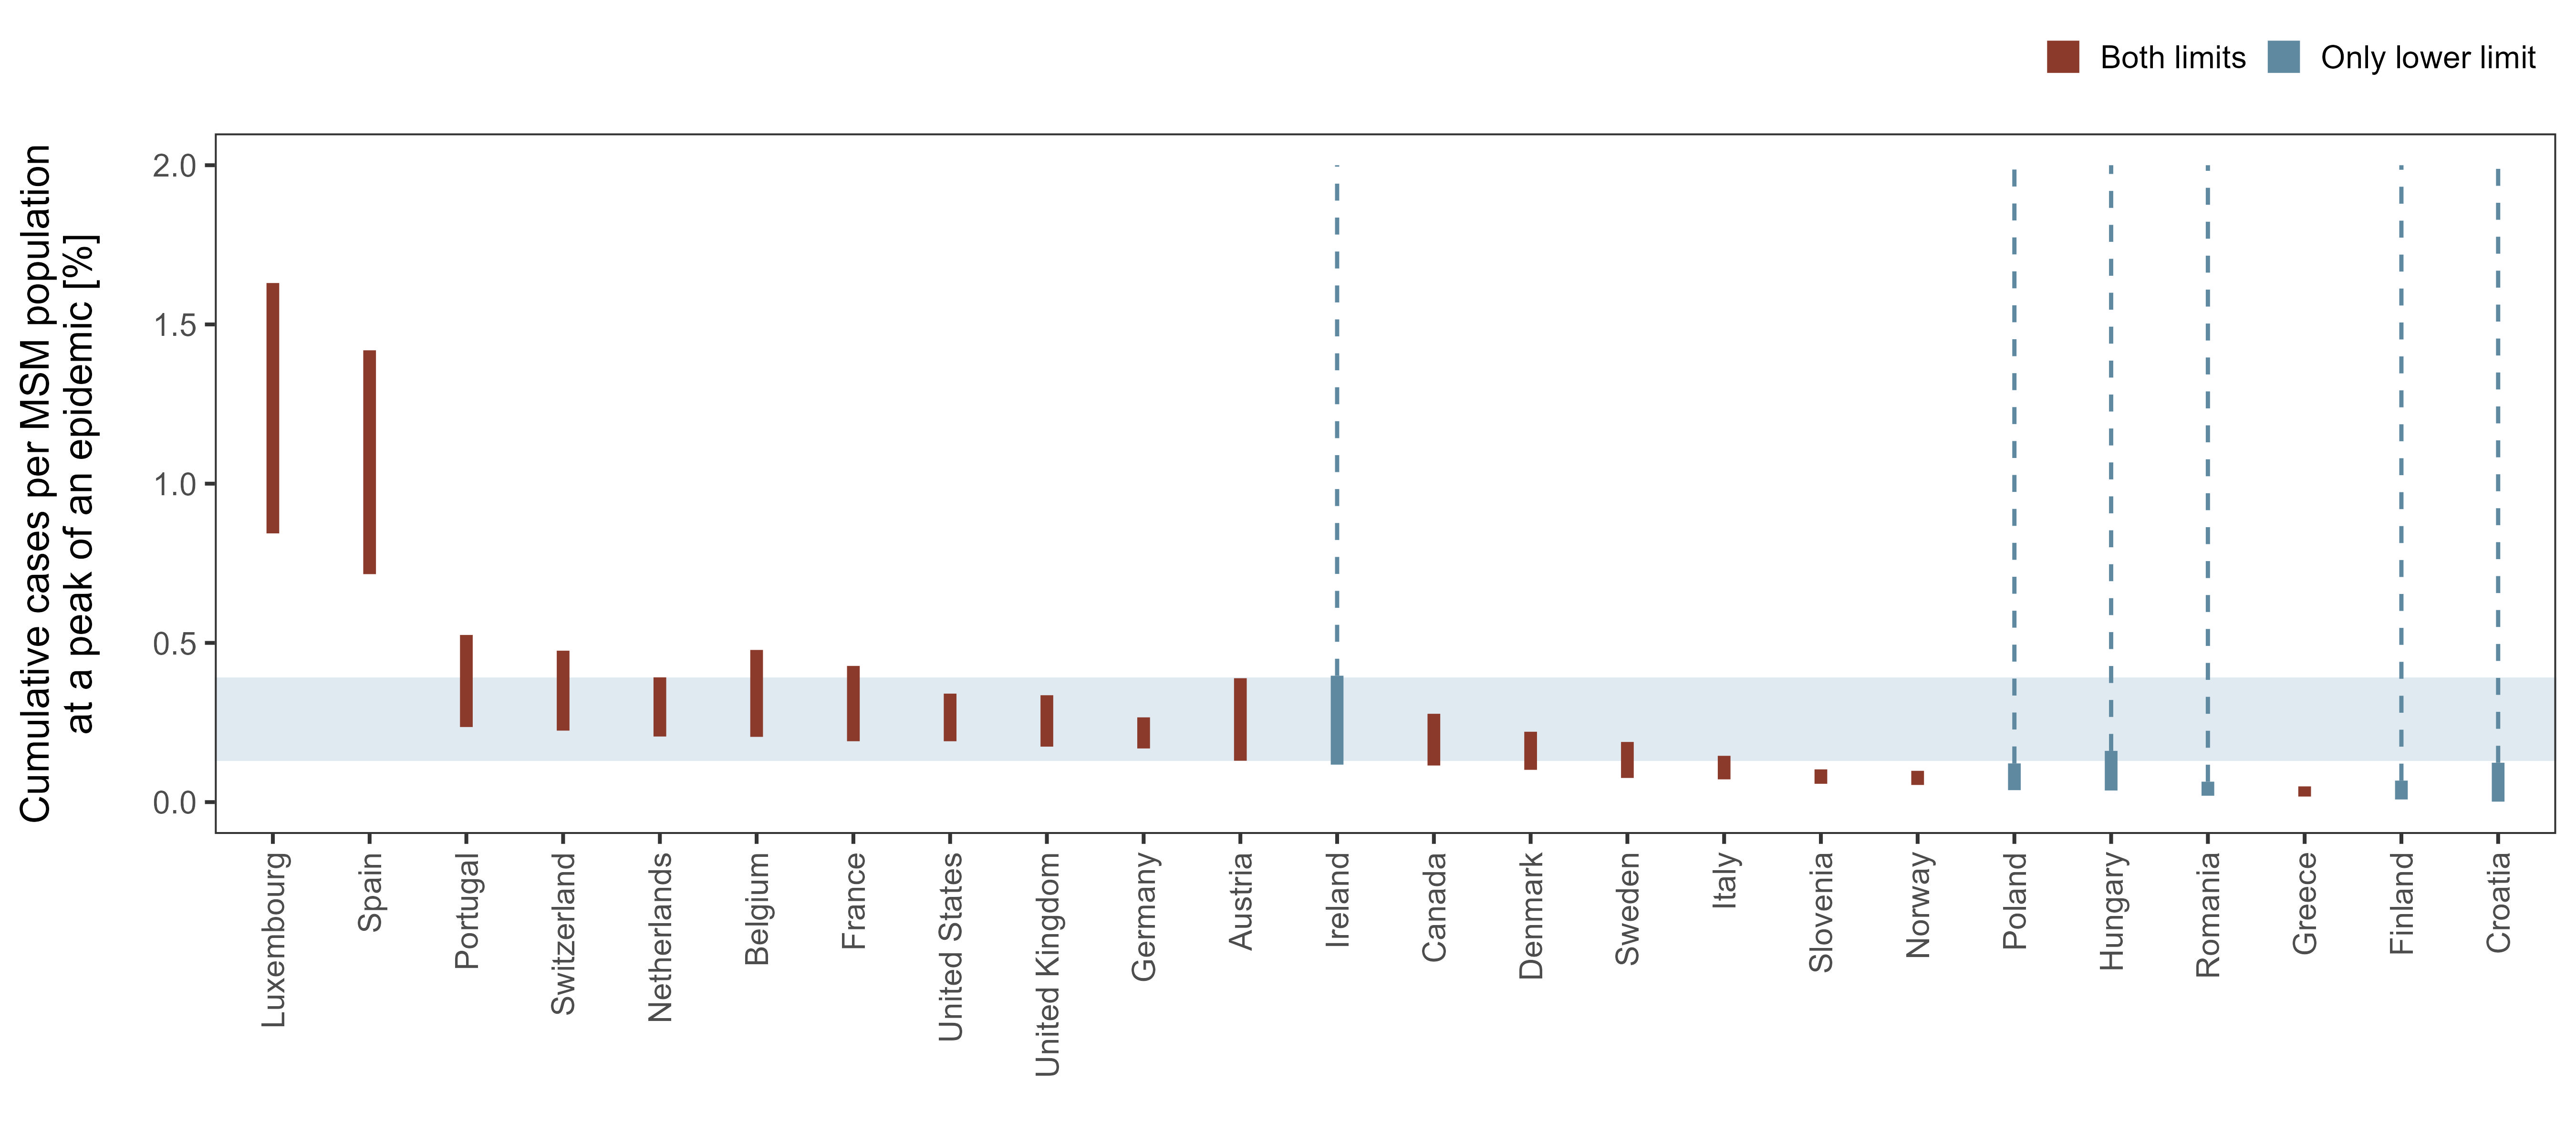 Both limits
Only lower limit
Cumulative cases per MSM population
at a peak of an epidemic [%]
2.0
1.5
1.0
0.5
0.0
Luxembourg
Spain
Portugal
Switzerland
Netherlands
Belgium
France
United States
United Kingdom
Germany
Austria
Ireland
Canada
Denmark
Sweden
Italy
Slovenia
Norway
Poland
Hungary
Romania
Greece
Finland
Croatia